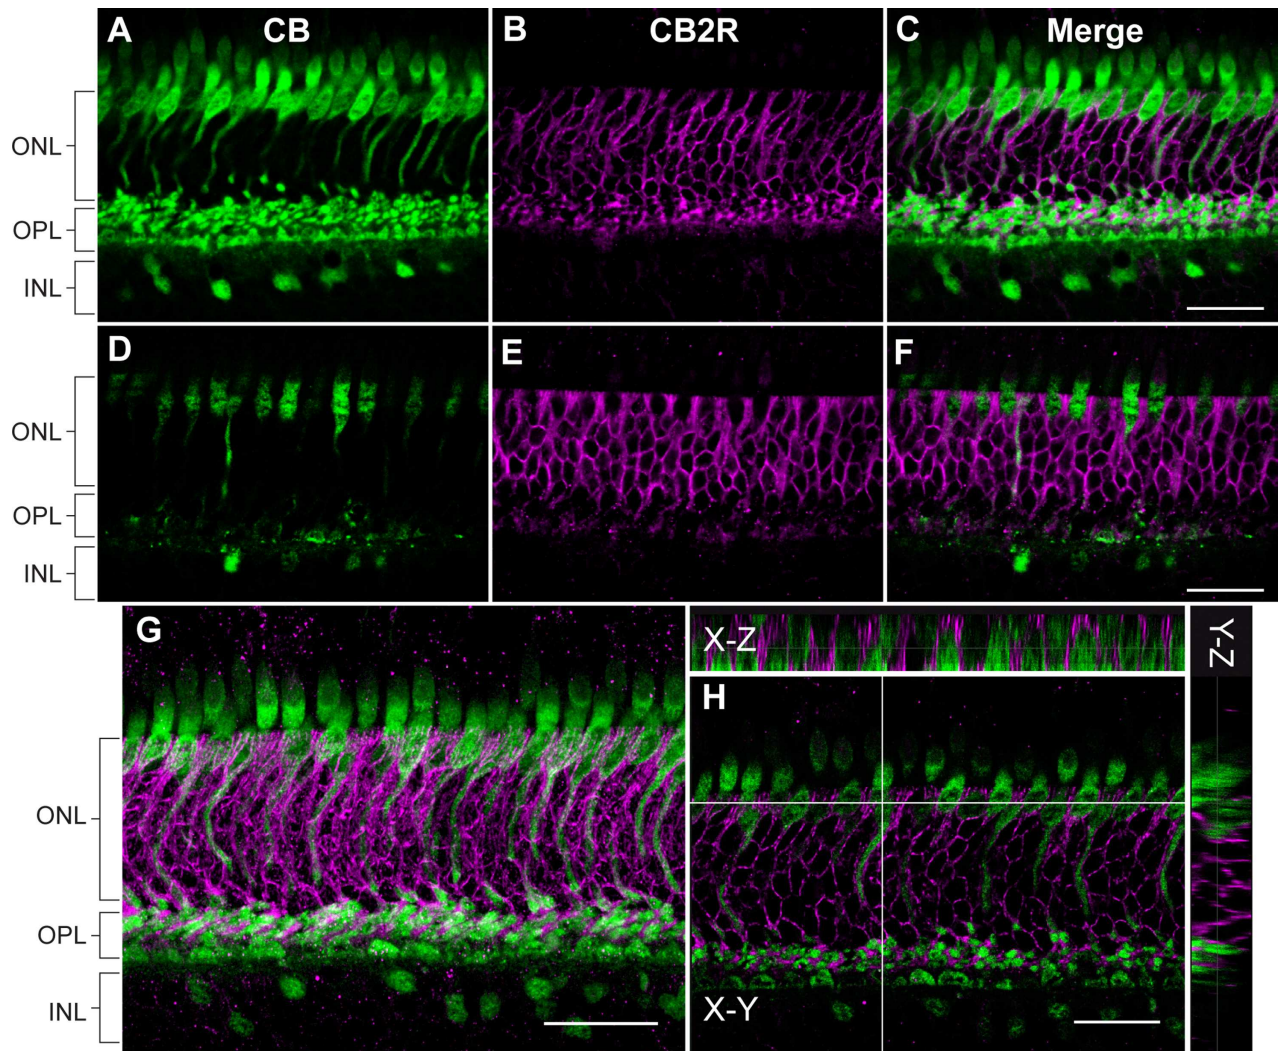 A CB
B CB2R
C Merge
ONL
OPL
INL
D
E
F
ONL
OPL
INL
G
X-Z
Y-Z
H
ONL
OPL
INL
X-Y